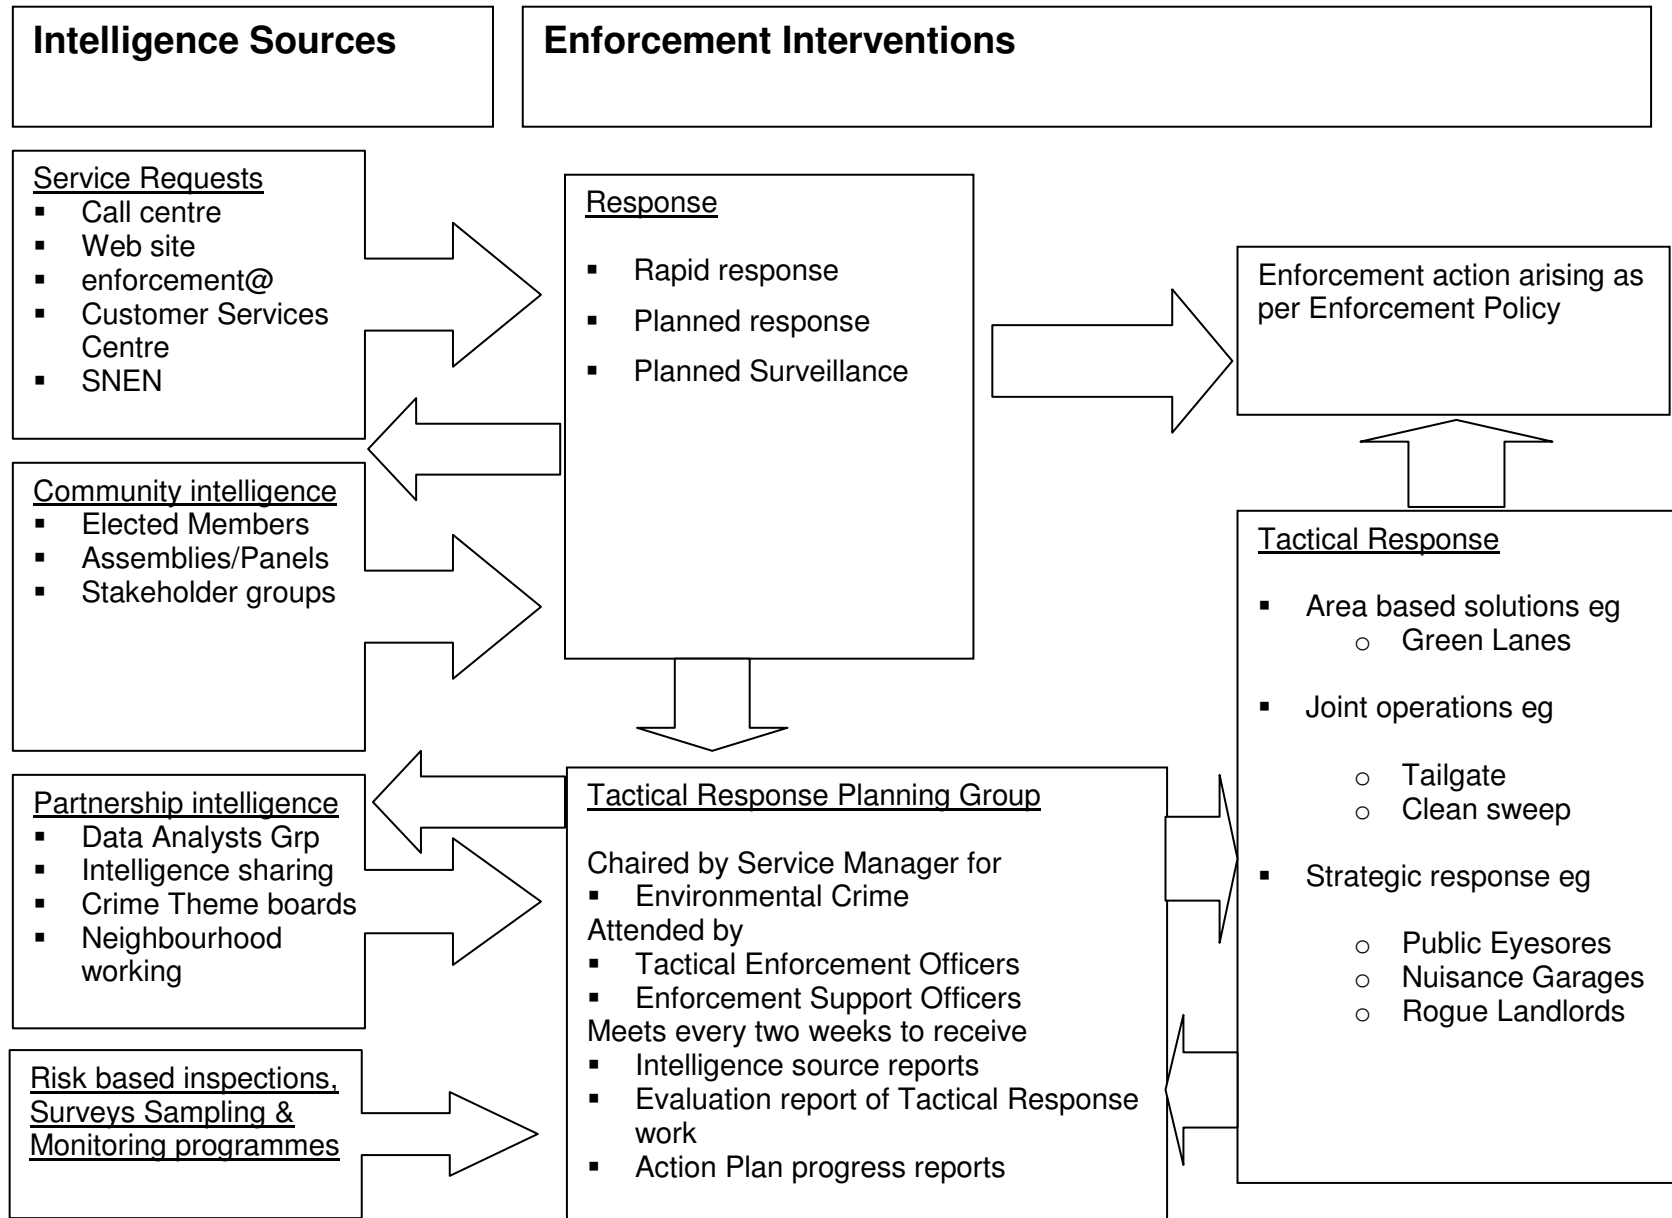 Intelligence Sources
Enforcement Interventions
Service Requests
▪ Call centre
▪ Web site
▪ enforcement@
▪ Customer Services
Centre
▪ SNEN
Community intelligence
▪ Elected Members
▪ Assemblies/Panels
▪ Stakeholder groups
Partnership intelligence
▪ Data Analysts Grp
▪ Intelligence sharing
▪ Crime Theme boards
▪ Neighbourhood
working
Risk based inspections,
Surveys Sampling &
Monitoring programmes
Response
▪ Rapid response
▪ Planned response
▪ Planned Surveillance
Tactical Response Planning Group
Chaired by Service Manager for
▪ Environmental Crime
Attended by
▪ Tactical Enforcement Officers
▪ Enforcement Support Officers
Meets every two weeks to receive
▪ Intelligence source reports
▪ Evaluation report of Tactical Response
work
▪ Action Plan progress reports
Enforcement action arising as
per Enforcement Policy
Tactical Response
▪ Area based solutions eg
o Green Lanes
▪ Joint operations eg
o Tailgate
o Clean sweep
▪ Strategic response eg
o Public Eyesores
o Nuisance Garages
o Rogue Landlords